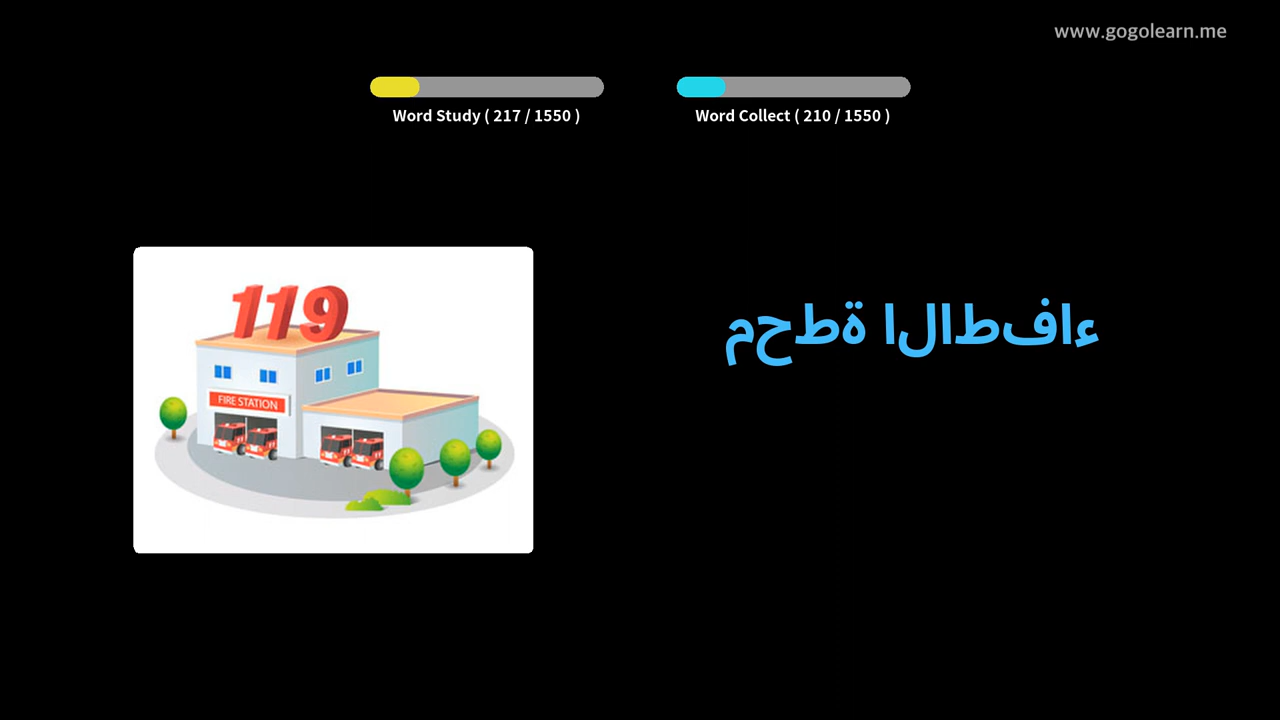 www.gogolearn.me
Word Study ( 217 / 1550 )
Word Collect ( 210 / 1550 )
119
FIRE STATION
محطة الاطفاء